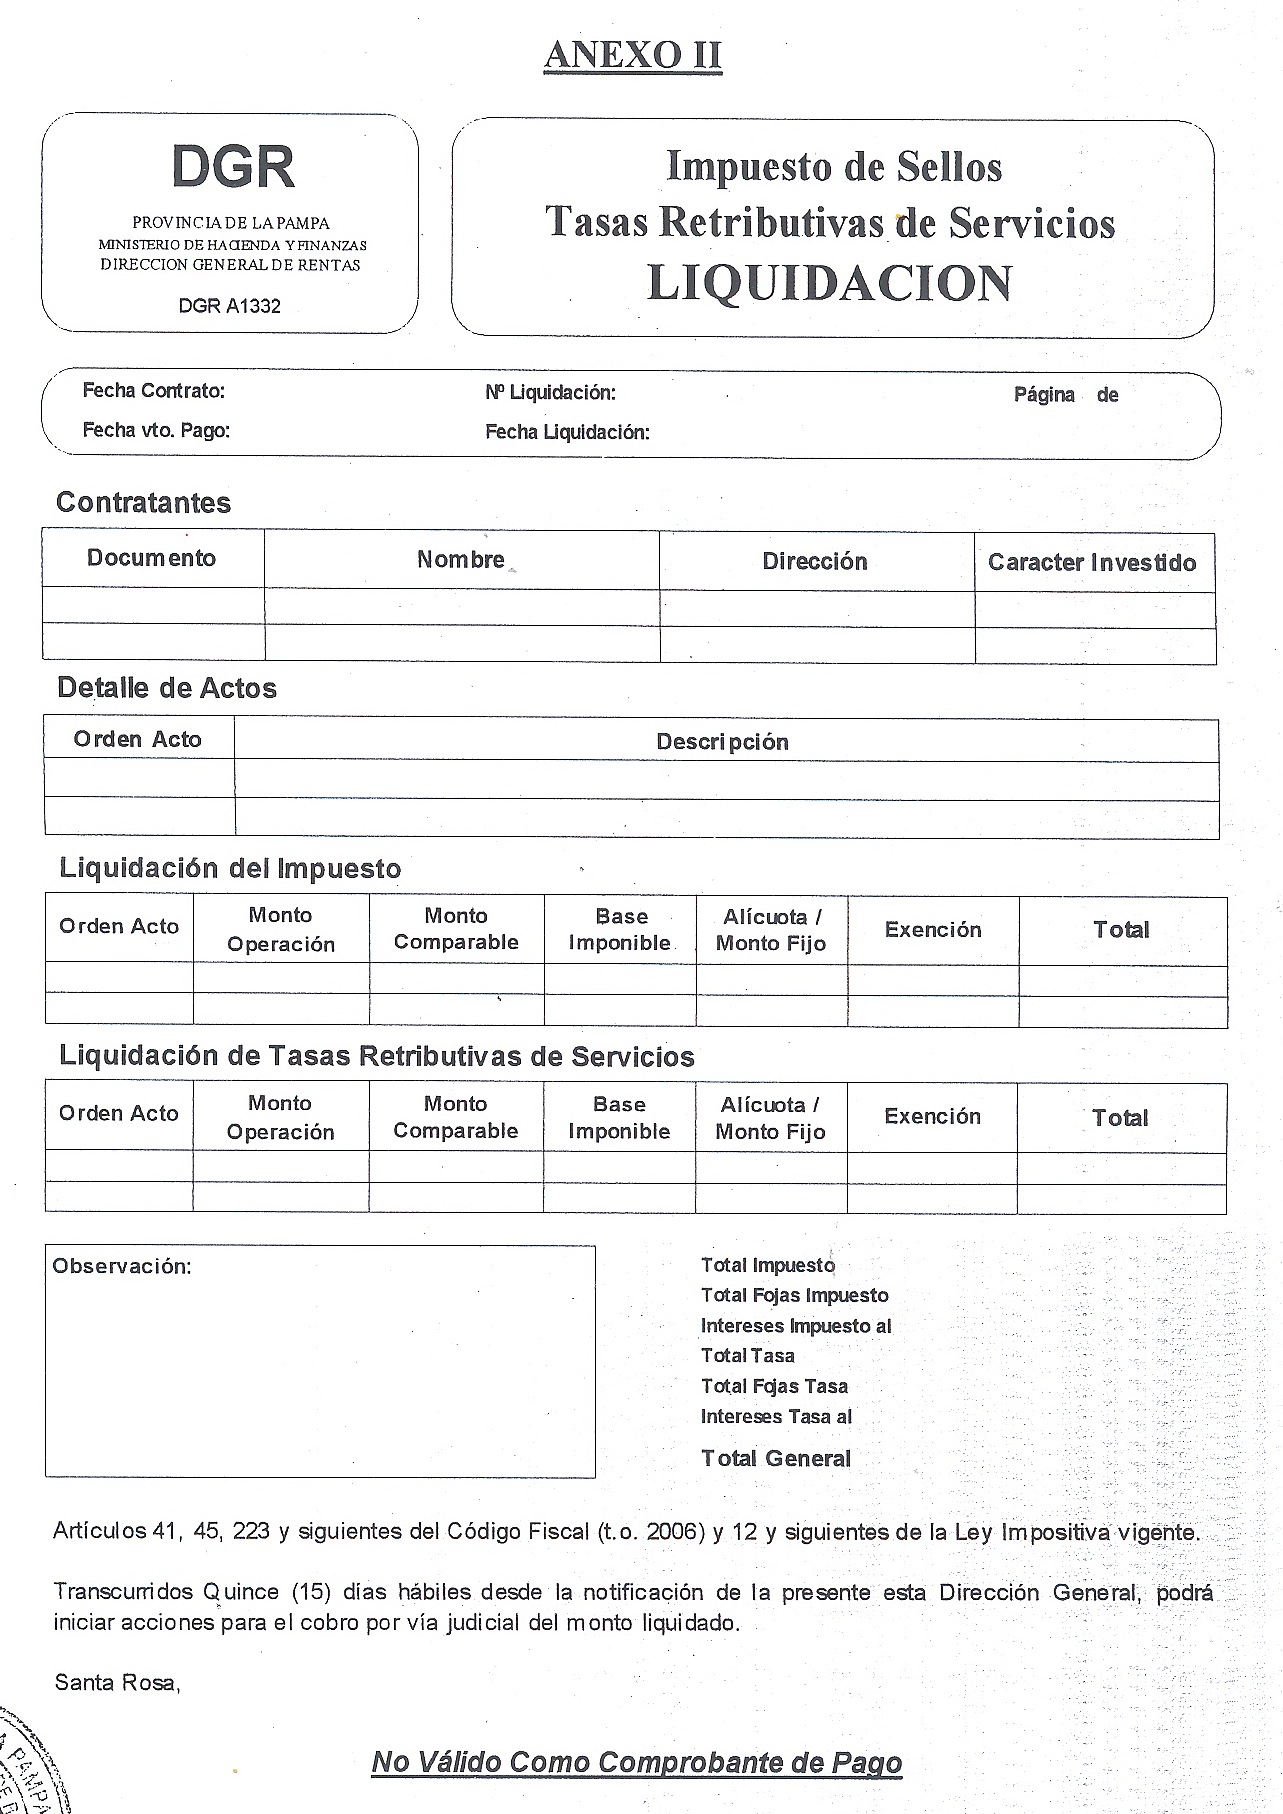 ANEXO II
DGR
PROVINCIA DE LA PAMPA
MINISTERIO DE HACIENDA Y FINANZAS
DIRECCION GENERAL DE RENTAS
DGR A1332
Impuesto de Sellos
Tasas Retributivas de Servicios
LIQUIDACION
Fecha Contrato: Nº Liquidación: Página de
Fecha vto. Pago: Fecha Liquidación:
Contratantes
Documento Nombre Dirección Caracter Investido
Detalle de Actos
Orden Acto Descripción
Liquidación del Impuesto
Orden Acto Monto Operación Monto Comparable Base Imponible Alícuota / Monto Fijo Exención Total
Liquidación de Tasas Retributivas de Servicios
Orden Acto Monto Operación Monto Comparable Base Imponible Alícuota / Monto Fijo Exención Total
Observación:
Total Impuesto
Total Fojas Impuesto
Intereses Impuesto al
Total Tasa
Total Fojas Tasa
Intereses Tasa al
Total General
Artículos 41, 45, 223 y siguientes del Código Fiscal (t.o. 2006) y 12 y siguientes de la Ley Impositiva vigente.
Transcurridos Quince (15) días hábiles desde la notificación de la presente esta Dirección General, podrá
iniciar acciones para el cobro por vía judicial del monto liquidado.
Santa Rosa,
No Válido Como Comprobante de Pago
PAMPA